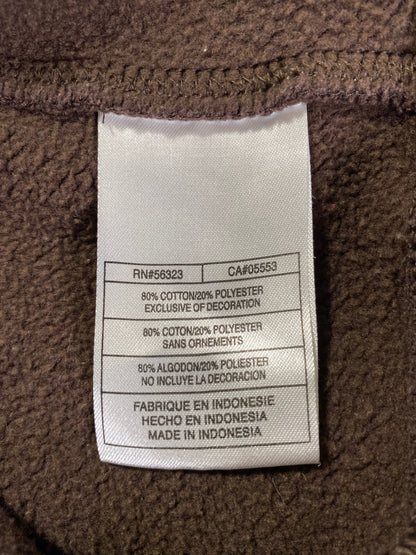 RN#56323 CA#05553
80% COTTON/20% POLYESTER
EXCLUSIVE OF DECORATION
80% COTON/20% POLYESTER
SANS ORNEMENTS
80% ALGODON/20% POLIESTER
NO INCLUYE LA DECORACION
FABRIQUE EN INDONESIE
HECHO EN INDONESIA
MADE IN INDONESIA